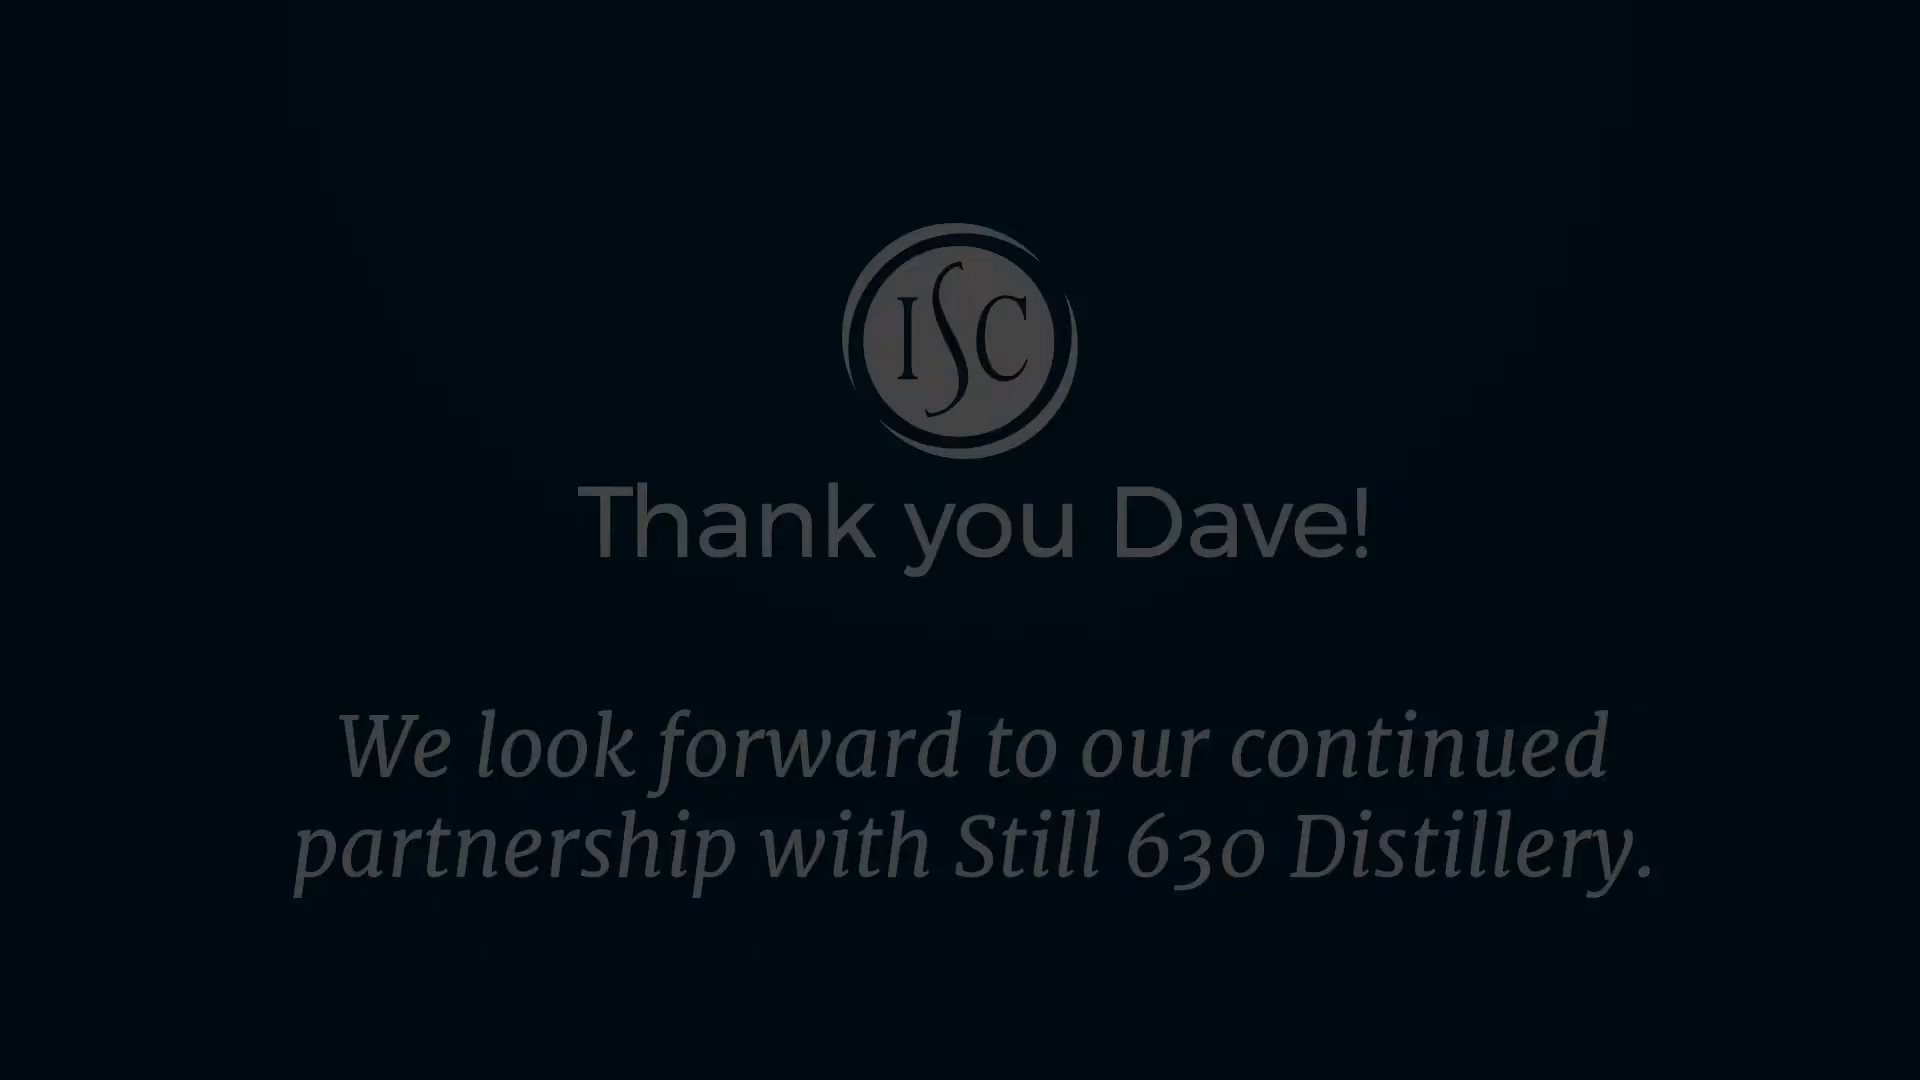 ISC
Thank you Dave!
We look forward to our continued
partnership with Still 630 Distillery.